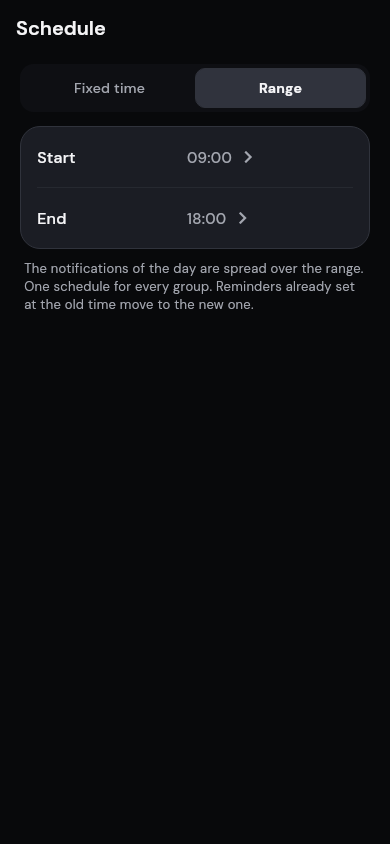 Schedule
Fixed time
Range
Start 09:00
End 18:00
The notifications of the day are spread over the range.
One schedule for every group. Reminders already set
at the old time move to the new one.